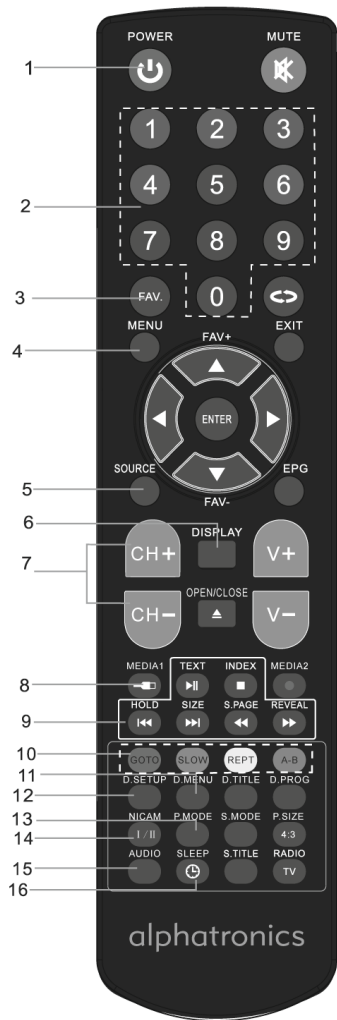 POWER MUTE
1
1 2 3
4 5 6
2
7 8 9
3 FAV. 0
MENU FAV+ EXIT
4
ENTER
SOURCE EPG
5
FAV-
6 DISPLAY
CH+ V+
7
OPEN/CLOSE
CH- V-
MEDIA1 TEXT INDEX MEDIA2
8
HOLD SIZE S.PAGE REVEAL
9
10 GOTO SLOW REPT A-B
11 D.SETUP D.MENU D.TITLE D.PROG
12
13 NICAM P.MODE S.MODE P.SIZE
14 I/II 4:3
AUDIO SLEEP S.TITLE RADIO
15 TV
16
alphatronics